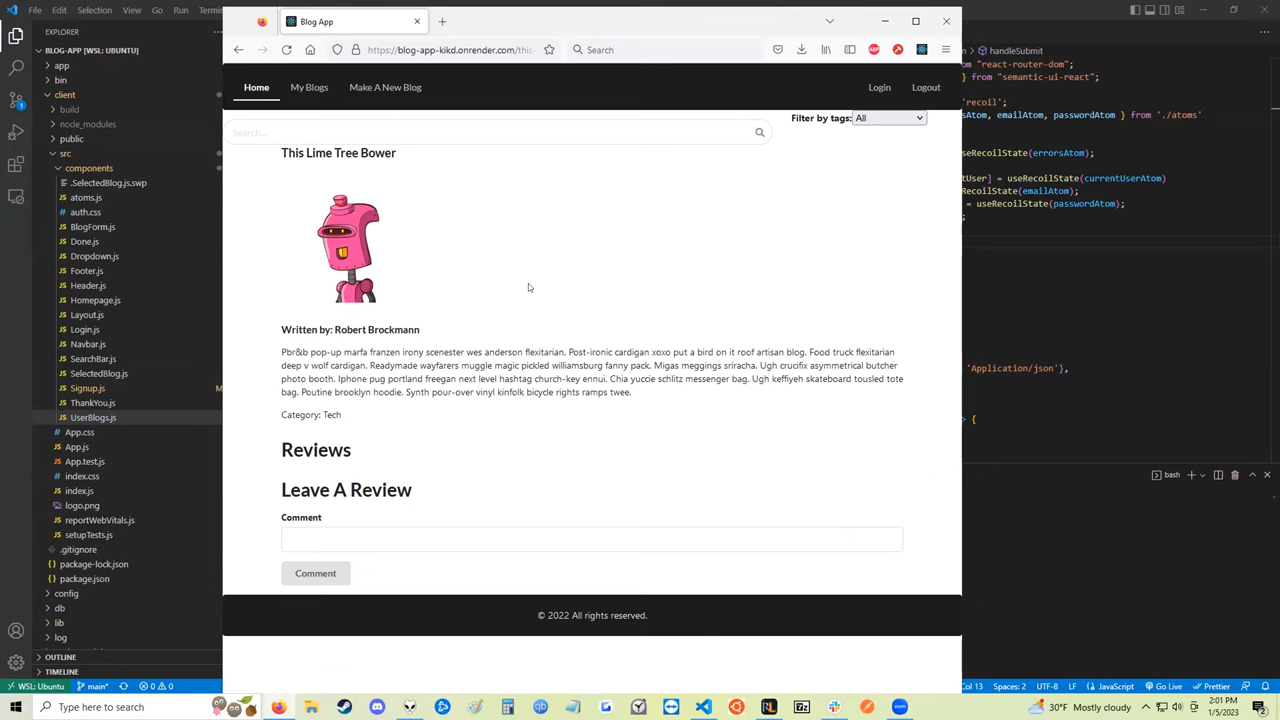 File Edit Selection View Go Run Terminal
Blog App
EXPLORER
BLOG-APP [WSL: UBUNTU]
app
bin
client
build
node_modules
public
src
components
.SelectedBlog.js.swp
atoms.js
auth.css
BlogForm.js
Done.js
Dropdown.js
Footer.js
Header.js
Homepage.js
Layout.js
Login.js
Navbar.js
SearchBar.js
SelectedBlog.js
Signup.js
ThankYou.js
UserBlogs.js
App.css
App.js
App.test.js
index.css
index.js
logo.png
reportWebVitals.js
setupTests.js
.gitignore
package-lock.json
package.json
config
db
lib
log
OUTLINE
TIMELINE
https://blog-app-kikd.onrender.com/this-
Search
Home
My Blogs
Make A New Blog
Login
Logout
Search...
Filter by tags: All
This Lime Tree Bower
Written by: Robert Brockmann
Pbr&b pop-up marfa franzen irony scenester wes anderson flexitarian. Post-ironic cardigan xoxo put a bird on it roof artisan blog. Food truck flexitarian
deep v wolf cardigan. Readymade wayfarers muggle magic pickled williamsburg fanny pack. Migas meggings sriracha. Ugh crucifix asymmetrical butcher
photo booth. Iphone pug portland freegan next level hashtag church-key ennui. Chia yuccie schlitz messenger bag. Ugh keffiyeh skateboard tousled tote
bag. Poutine brooklyn hoodie. Synth pour-over vinyl kinfolk bicycle rights ramps twee.
Category: Tech
Reviews
Leave A Review
Comment
Comment
© 2022 All rights reserved.
handleSubmit
om "react-router-dom";
} from "semantic-ui-react";
'recoil';
om, emailAtom, passwordAtom } from './atoms'
seRecoilState(errorsAtom);
tUser] = useRecoilState(currentUserAtom)
RecoilState(emailAtom);
= useRecoilState(passwordAtom);
'Application/json'},
=> {
bash
WSL: Ubuntu
main*
0 0
Col 13 Spaces: 2 UTF-8 LF JavaScript Go Live Prettier
Type here to search
30°F Mostly cloudy
2:01 PM
1/5/2023